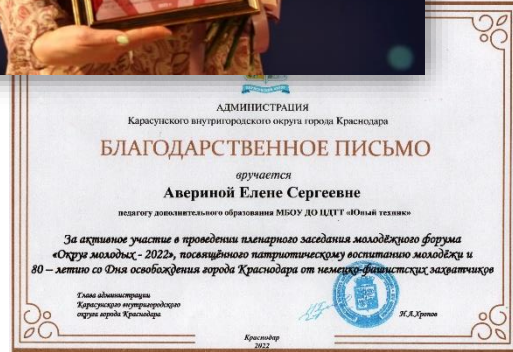 АДМИНИСТРАЦИЯ
Карасунского внутригородского округа города Краснодара
БЛАГОДАРСТВЕННОЕ ПИСЬМО
вручается
Авериной Елене Сергеевне
педагогу дополнительного образования МБОУ ДО ЦДТТ «Юный техник»
За активное участие в проведении пленарного заседания молодёжного форума
«Округ молодых - 2022», посвящённого патриотическому воспитанию молодёжи и
80 – летию со Дня освобождения города Краснодара от немецко-фашистских захватчиков
Глава администрации
Карасунского внутригородского
округа города Краснодара
Н.А.Хропов
Краснодар
2022